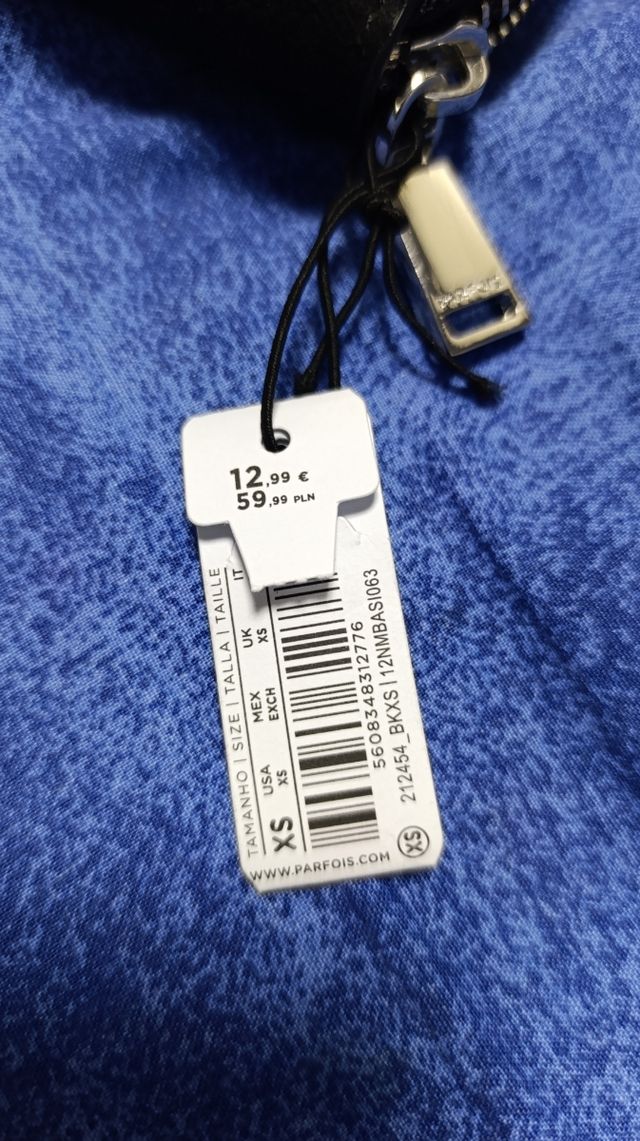 12,99 €
59,99 PLN
TAMANHO | SIZE | TALLA | TAILLE
XS
USA
XS
MEX
EXCH
UK
XS
IT
5608348312776
212454_BKXS | 12NMBASI063
WWW.PARFOIS.COM
XS